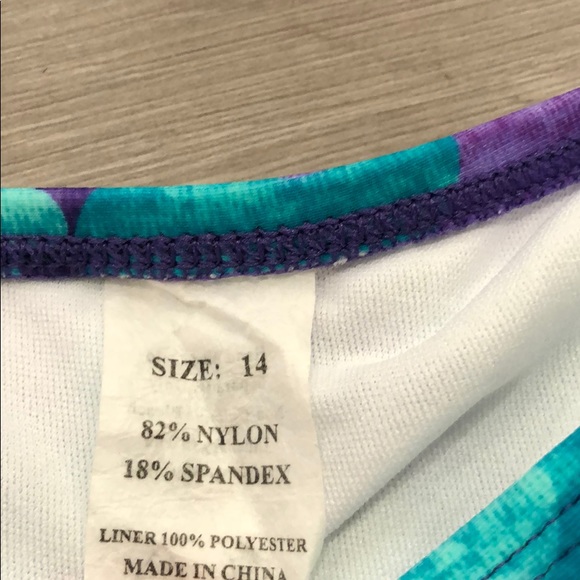 SIZE: 14
82% NYLON
18% SPANDEX
LINER 100% POLYESTER
MADE IN CHINA